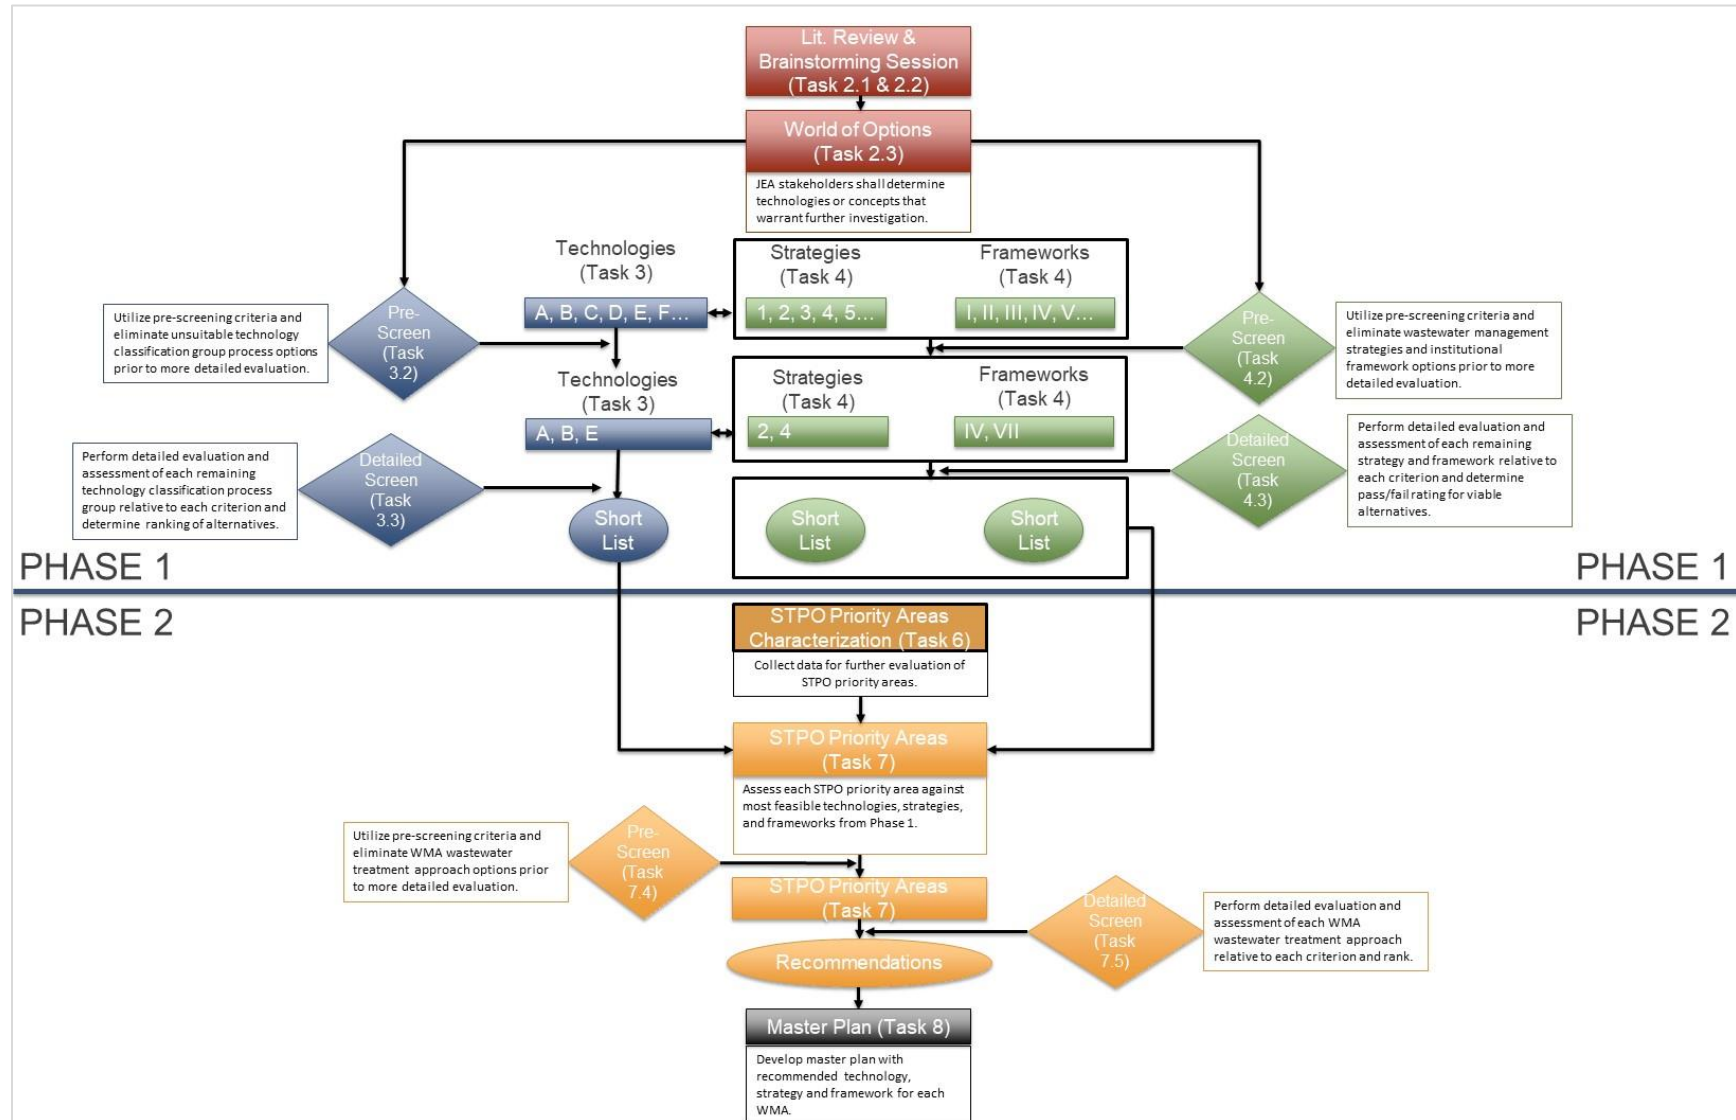 Lit. Review &
Brainstorming Session
(Task 2.1 & 2.2)
World of Options
(Task 2.3)
JEA stakeholders shall determine
technologies or concepts that
warrant further investigation.
Technologies
(Task 3)
Strategies
(Task 4)
Frameworks
(Task 4)
A, B, C, D, E, F...
1, 2, 3, 4, 5...
I, II, III, IV, V...
Utilize pre-screening criteria and
eliminate unsuitable technology
classification group process options
prior to more detailed evaluation.
Pre-
Screen
(Task
3.2)
Pre-
Screen
(Task
4.2)
Utilize pre-screening criteria and
eliminate wastewater management
strategies and institutional
framework options prior to more
detailed evaluation.
Technologies
(Task 3)
Strategies
(Task 4)
Frameworks
(Task 4)
A, B, E
2, 4
IV, VII
Perform detailed evaluation and
assessment of each remaining
technology classification process
group relative to each criterion and
determine ranking of alternatives.
Detailed
Screen
(Task
3.3)
Detailed
Screen
(Task
4.3)
Perform detailed evaluation and
assessment of each remaining
strategy and framework relative to
each criterion and determine
pass/fail rating for viable
alternatives.
Short
List
Short
List
Short
List
PHASE 1
PHASE 1
PHASE 2
PHASE 2
STPO Priority Areas
Characterization (Task 6)
Collect data for further evaluation of
STPO priority areas.
STPO Priority Areas
(Task 7)
Assess each STPO priority area against
most feasible technologies, strategies,
and frameworks from Phase 1.
Utilize pre-screening criteria and
eliminate WMA wastewater
treatment approach options prior
to more detailed evaluation.
Pre-
Screen
(Task
7.4)
STPO Priority Areas
(Task 7)
Detailed
Screen
(Task
7.5)
Perform detailed evaluation and
assessment of each WMA
wastewater treatment approach
relative to each criterion and rank.
Recommendations
Master Plan (Task 8)
Develop master plan with
recommended technology,
strategy and framework for each
WMA.